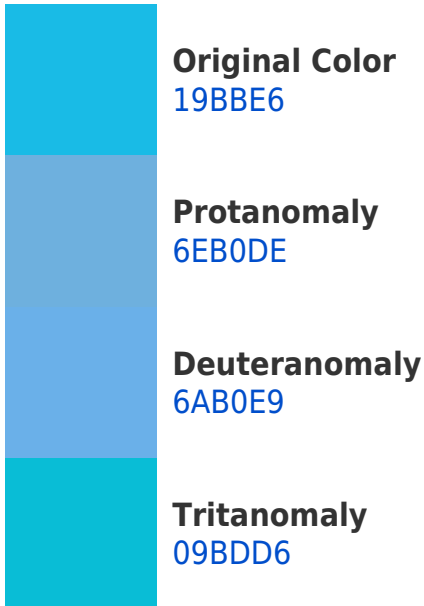 Original Color
19BBE6
Protanomaly
6EB0DE
Deuteranomaly
6AB0E9
Tritanomaly
09BDD6